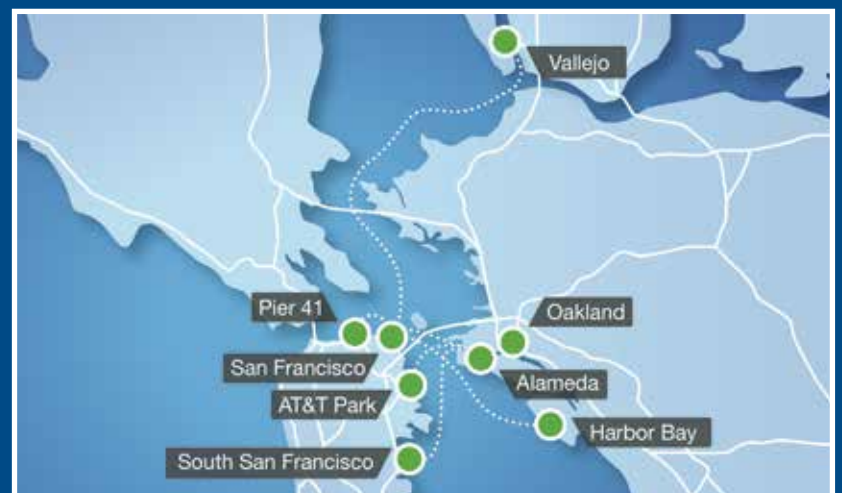 Vallejo
Pier 41
Oakland
San Francisco
Alameda
AT&T Park
Harbor Bay
South San Francisco